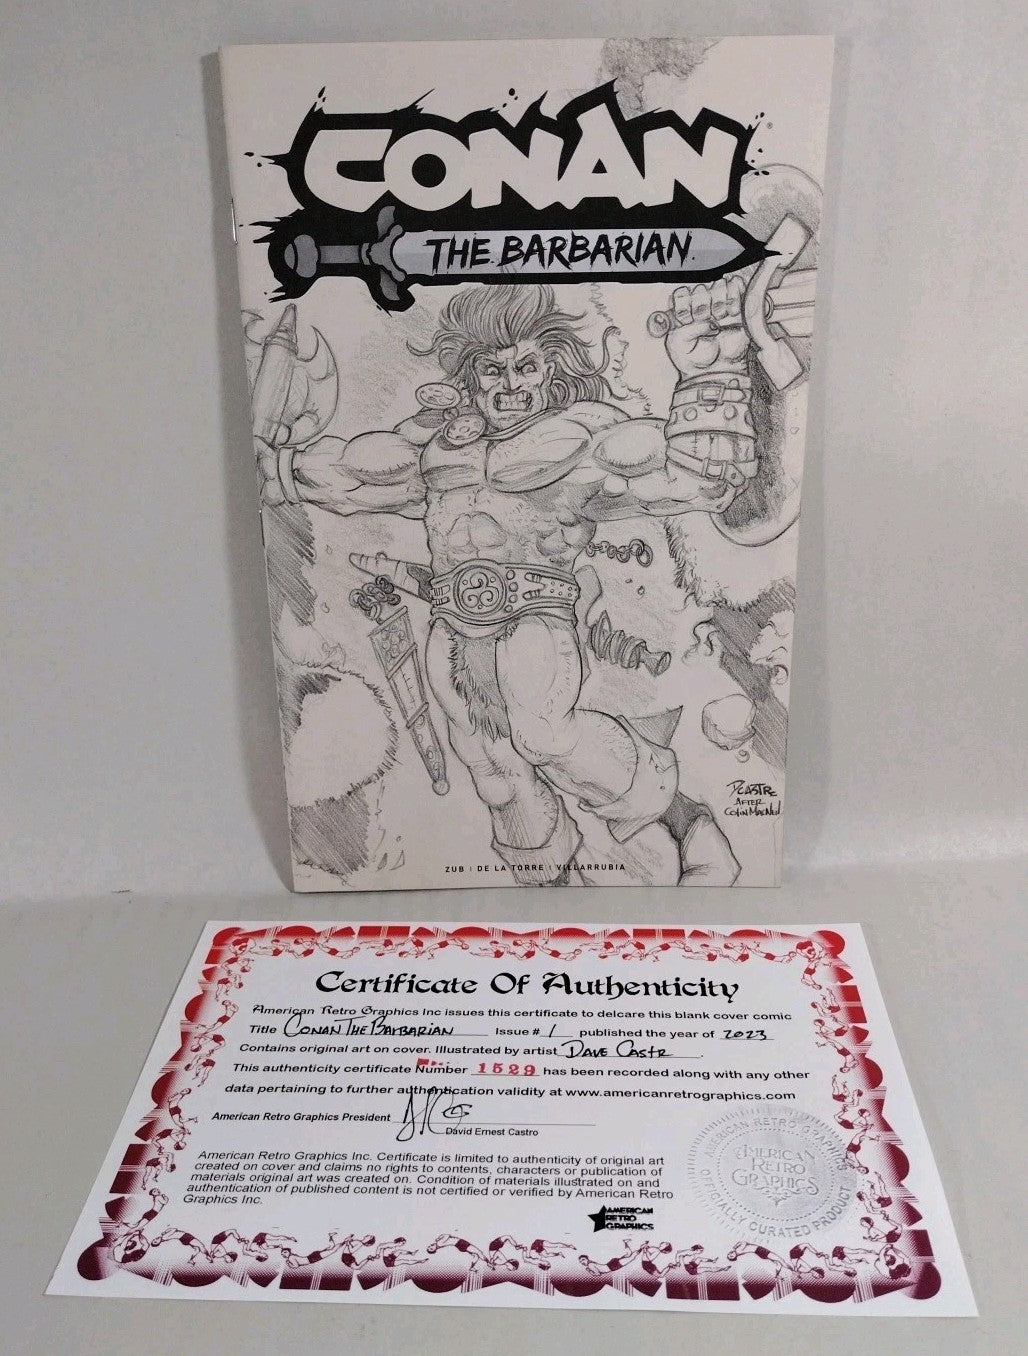 CONAN
®
THE BARBARIAN
DCASTRE
AFTER
COLIN MACNEIL
ZUB | DE LA TORRE | VILLARRUBIA
Certificate Of Authenticity
American Retro Graphics Inc issues this certificate to delcare this blank cover comic
Title CONAN THE BARBARIAN Issue # 1 published the year of 2023
Contains original art on cover. Illustrated by artist DAVE CASTR.
This authenticity certificate Number 1529 has been recorded along with any other
data pertaining to further authentication validity at www.americanretrographics.com
American Retro Graphics President
David Ernest Castro
American Retro Graphics Inc. Certificate is limited to authenticity of original art
created on cover and claims no rights to contents, characters or publication of
materials original art was created on. Condition of materials illustrated on and
authentication of published content is not certified or verified by American Retro
Graphics Inc.
AMERICAN
RETRO
GRAPHICS
AMERICAN RETRO GRAPHICS
AMERICAN
RETRO
GRAPHICS
OFFICIALLY CURATED PRODUCT